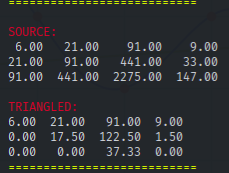 ===========================
SOURCE:
6.00 21.00 91.00 9.00
21.00 91.00 441.00 33.00
91.00 441.00 2275.00 147.00
TRIANGLED:
6.00 21.00 91.00 9.00
0.00 17.50 122.50 1.50
0.00 0.00 37.33 0.00
===========================